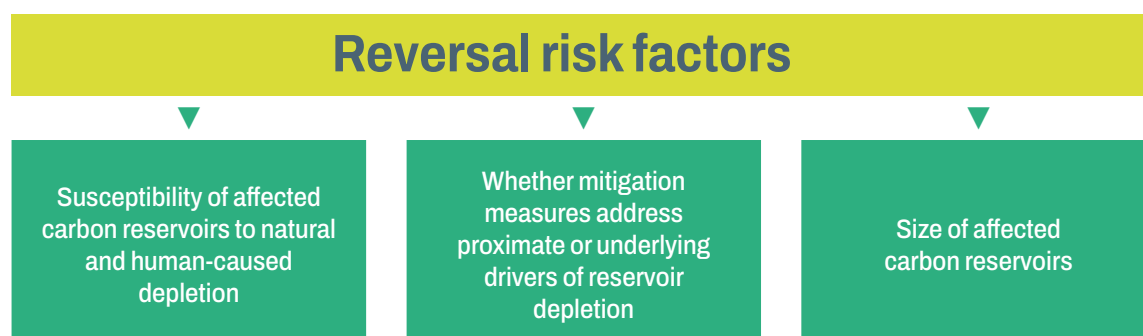 Reversal risk factors
Susceptibility of affected
carbon reservoirs to natural
and human-caused
depletion
Whether mitigation
measures address
proximate or underlying
drivers of reservoir
depletion
Size of affected
carbon reservoirs